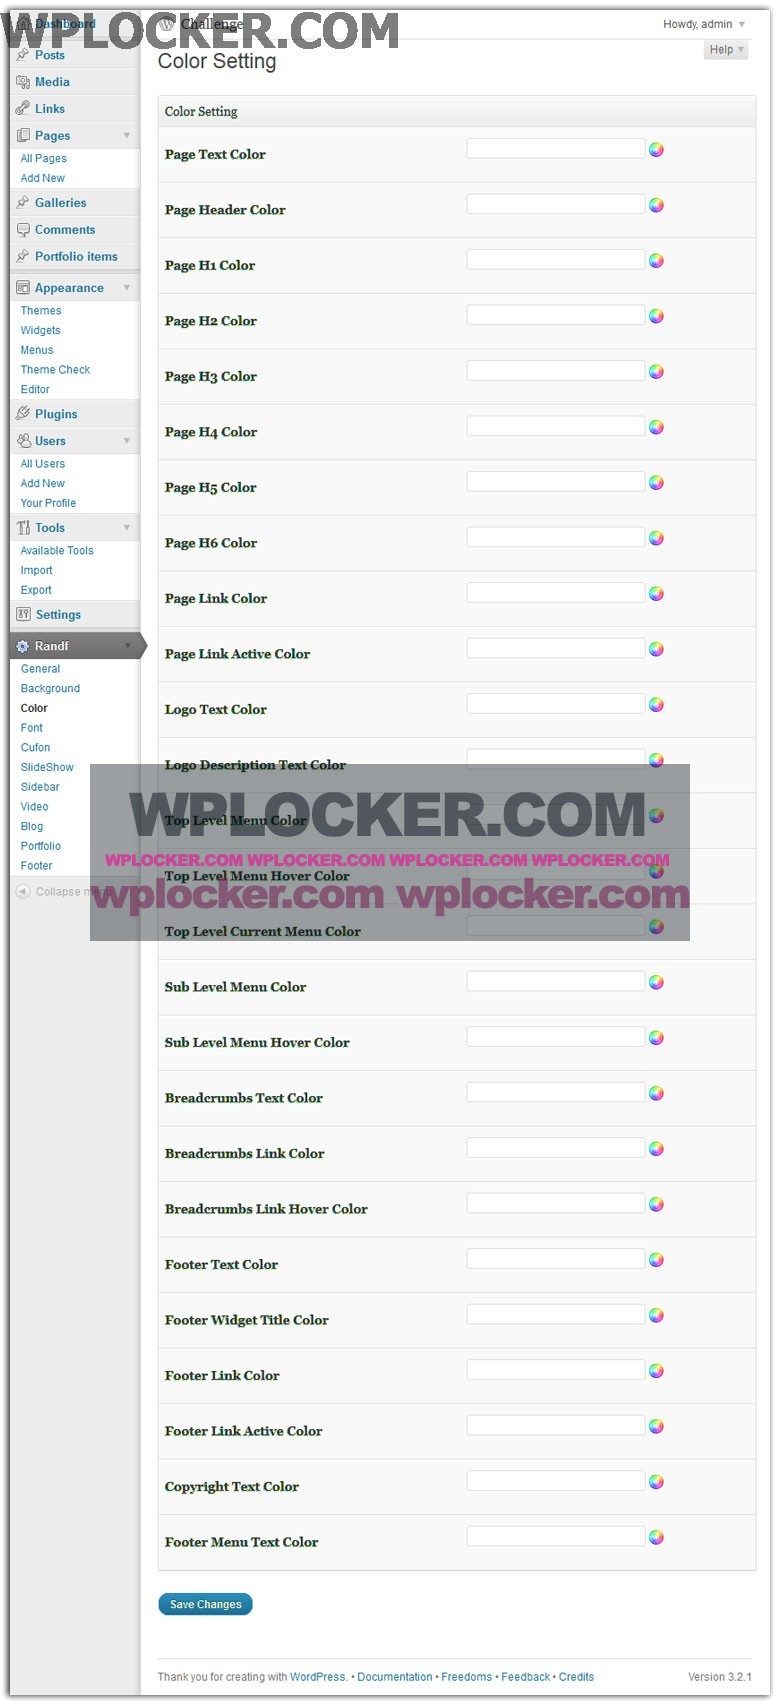 WPLOCKER.COM
Dashboard
Challenge
Howdy, admin
Help
Color Setting
Posts
Media
Links
Pages
All Pages
Add New
Galleries
Comments
Portfolio items
Appearance
Themes
Widgets
Menus
Theme Check
Editor
Plugins
Users
All Users
Add New
Your Profile
Tools
Available Tools
Import
Export
Settings
Randf
General
Background
Color
Font
Cufon
SlideShow
Sidebar
Video
Blog
Portfolio
Footer
Collapse menu
Color Setting
Page Text Color
Page Header Color
Page H1 Color
Page H2 Color
Page H3 Color
Page H4 Color
Page H5 Color
Page H6 Color
Page Link Color
Page Link Active Color
Logo Text Color
Logo Description Text Color
WPLOCKER.COM
Top Level Menu Color
WPLOCKER.COM WPLOCKER.COM WPLOCKER.COM WPLOCKER.COM
Top Level Menu Hover Color
wplocker.com wplocker.com
Top Level Current Menu Color
Sub Level Menu Color
Sub Level Menu Hover Color
Breadcrumbs Text Color
Breadcrumbs Link Color
Breadcrumbs Link Hover Color
Footer Text Color
Footer Widget Title Color
Footer Link Color
Footer Link Active Color
Copyright Text Color
Footer Menu Text Color
Save Changes
Thank you for creating with WordPress. • Documentation • Freedoms • Feedback • Credits
Version 3.2.1